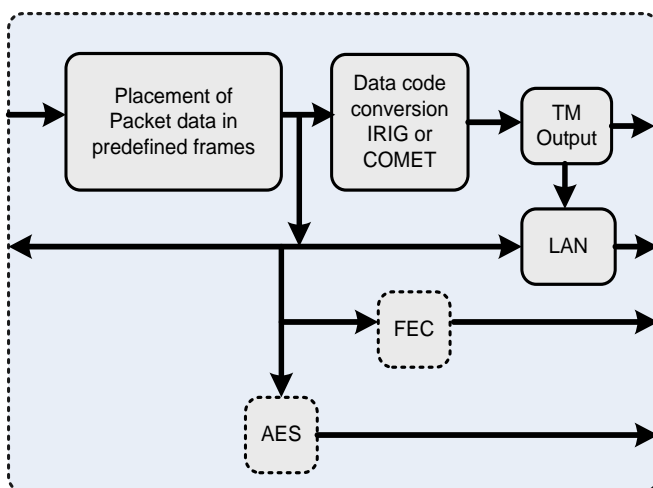 Placement of
Packet data in
predefined frames
Data code
conversion
IRIG or
COMET
TM
Output
LAN
FEC
AES